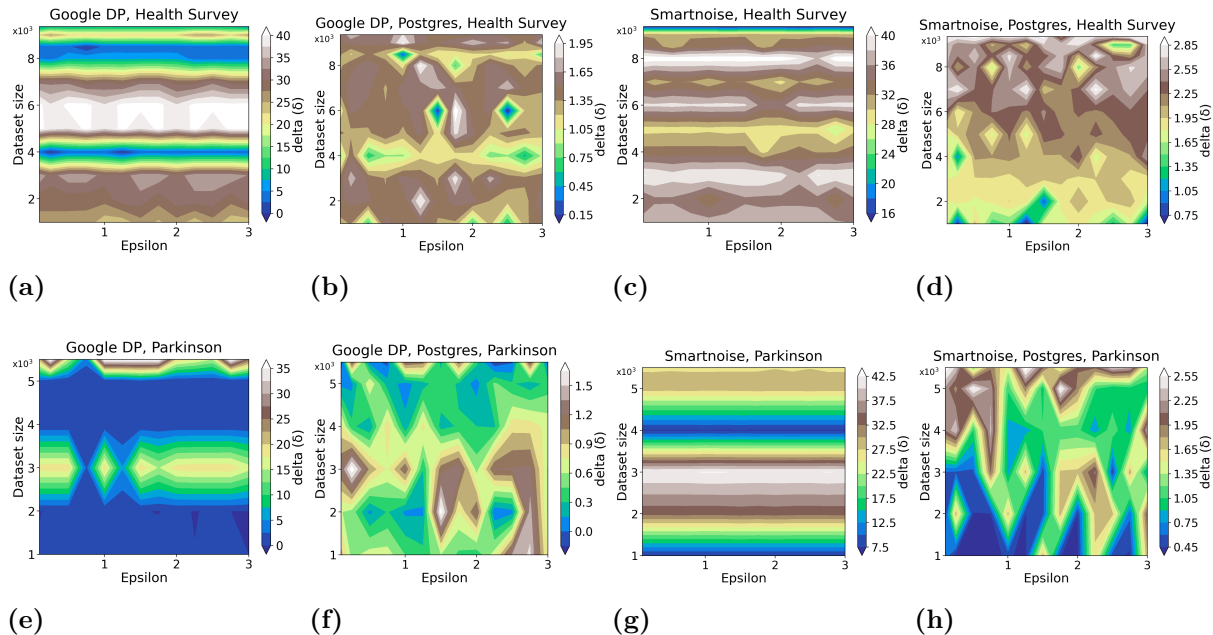 Google DP, Health Survey
x10³
Dataset size
8
6
4
2
1
2
3
Epsilon
40
35
30
25
20
15
10
5
0
delta (δ)
(a)
Google DP, Postgres, Health Survey
x10³
Dataset size
8
6
4
2
1
2
3
Epsilon
1.95
1.65
1.35
1.05
0.75
0.45
0.15
delta (δ)
(b)
Smartnoise, Health Survey
x10³
Dataset size
8
6
4
2
1
2
3
Epsilon
40
36
32
28
24
20
16
delta (δ)
(c)
Smartnoise, Postgres, Health Survey
x10³
Dataset size
8
6
4
2
1
2
3
Epsilon
2.85
2.55
2.25
1.95
1.65
1.35
1.05
0.75
delta (δ)
(d)
Google DP, Parkinson
x10³
Dataset size
5
4
3
2
1
1
2
3
Epsilon
35
30
25
20
15
10
5
0
delta (δ)
(e)
Google DP, Postgres, Parkinson
x10³
Dataset size
5
4
3
2
1
1
2
3
Epsilon
1.5
1.2
0.9
0.6
0.3
0.0
delta (δ)
(f)
Smartnoise, Parkinson
x10³
Dataset size
5
4
3
2
1
1
2
3
Epsilon
42.5
37.5
32.5
27.5
22.5
17.5
12.5
7.5
delta (δ)
(g)
Smartnoise, Postgres, Parkinson
x10³
Dataset size
5
4
3
2
1
1
2
3
Epsilon
2.55
2.25
1.95
1.65
1.35
1.05
0.75
0.45
delta (δ)
(h)